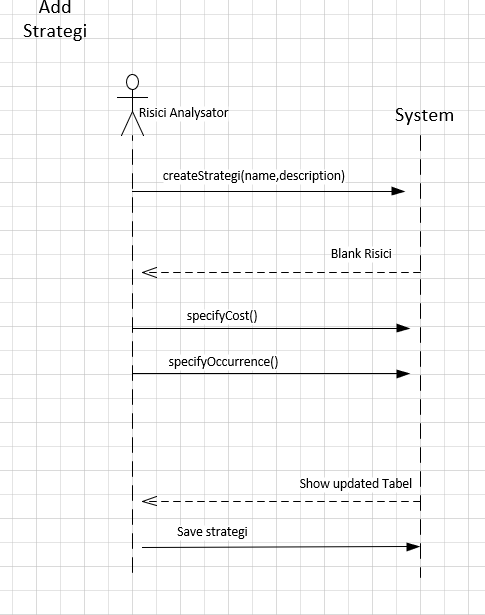 Add
Strategi
Risici Analysator
System
createStrategi(name,description)
Blank Risici
specifyCost()
specifyOccurrence()
Show updated Tabel
Save strategi